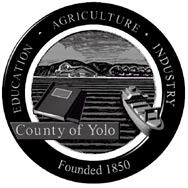 EDUCATION • AGRICULTURE • INDUSTRY
County of Yolo
Founded 1850